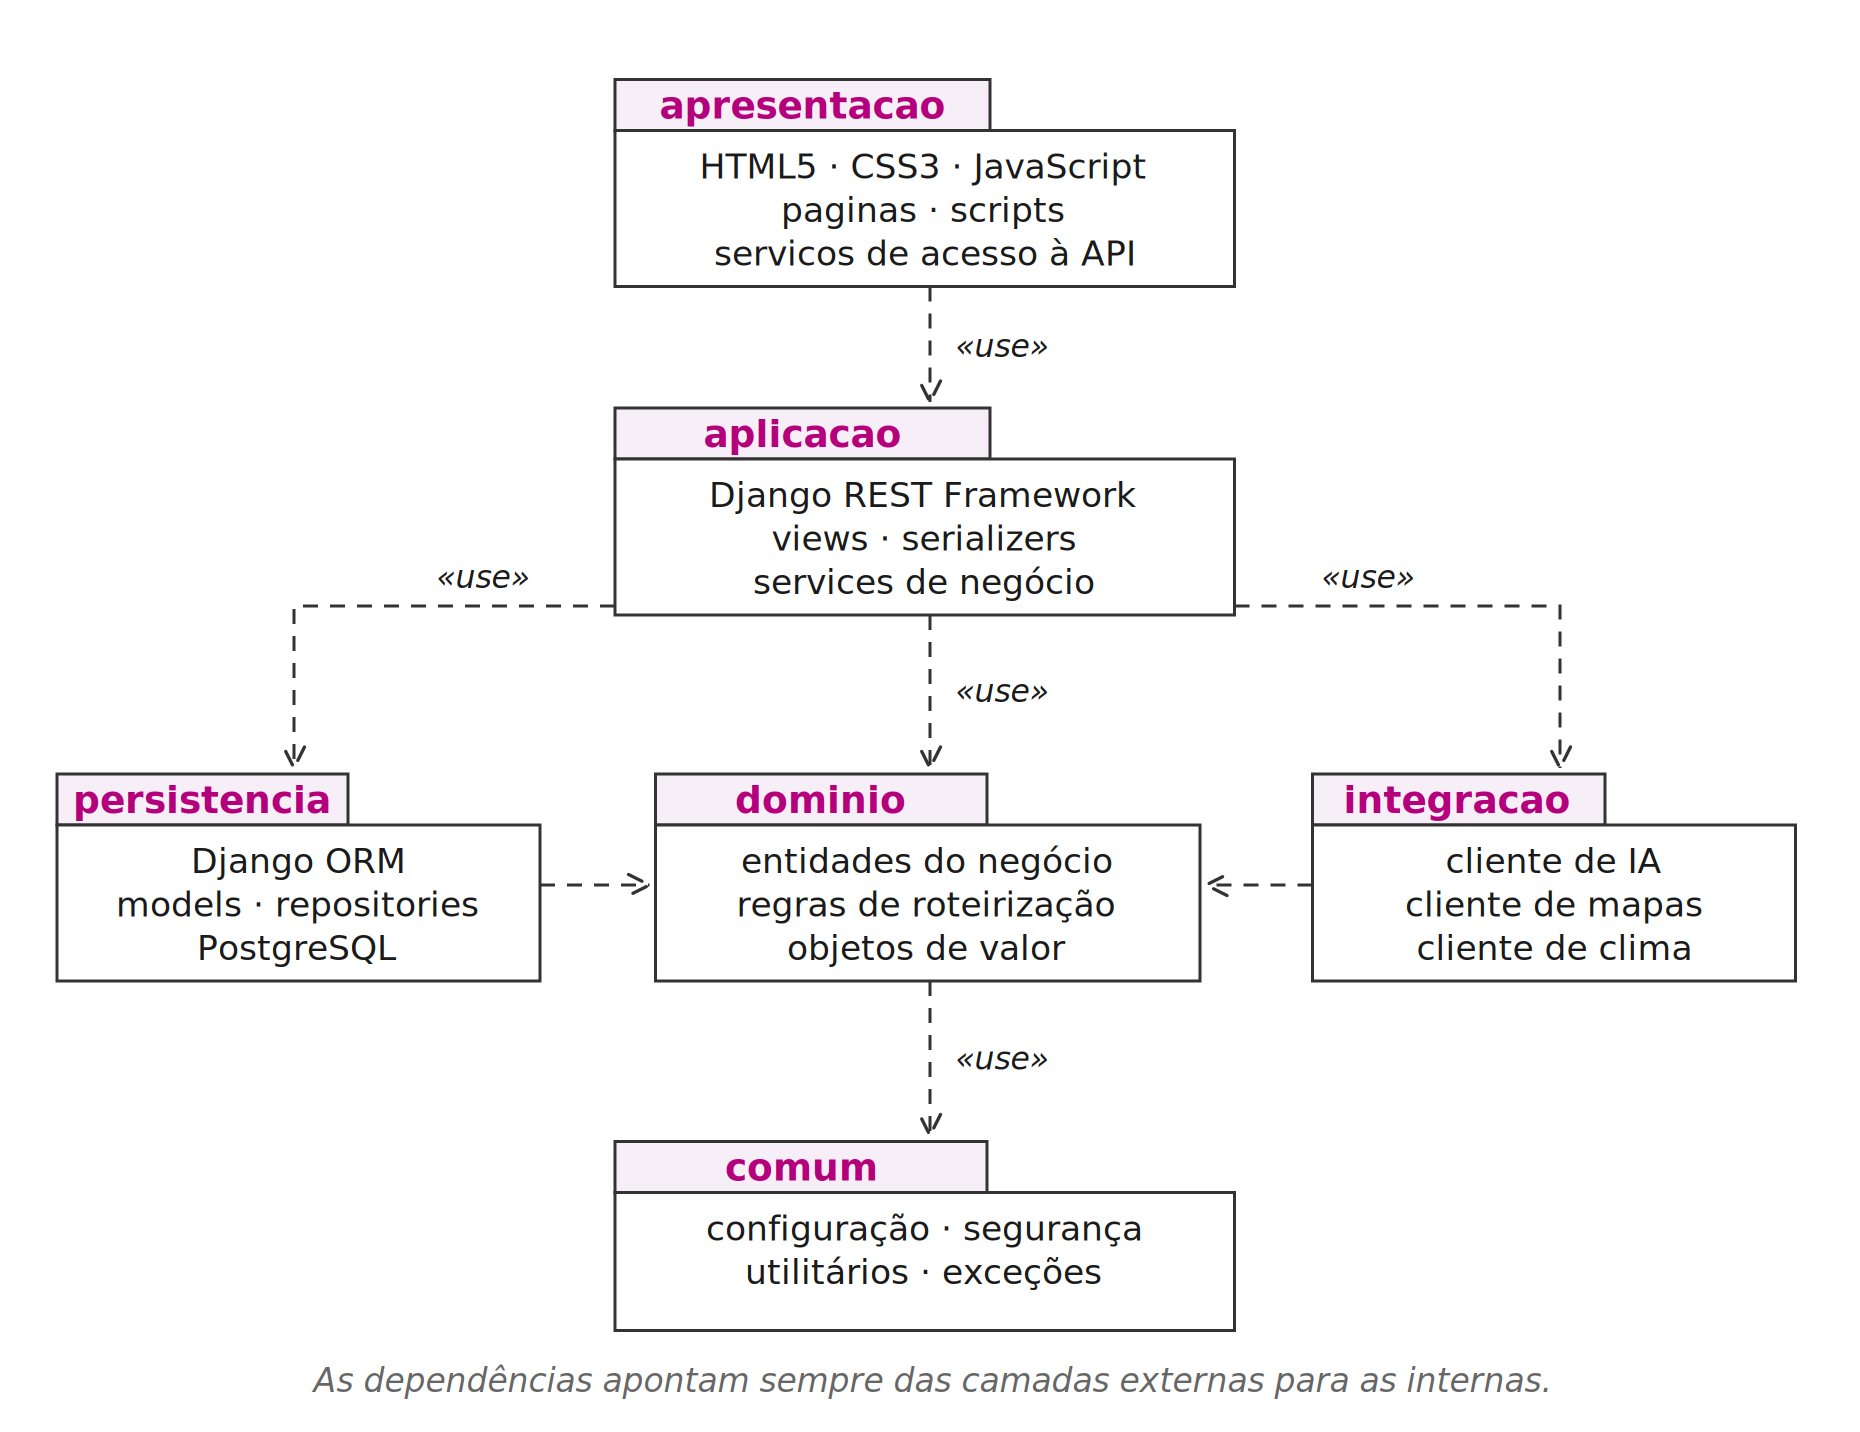 apresentacao
HTML5 · CSS3 · JavaScript
paginas · scripts
servicos de acesso à API
«use»
aplicacao
Django REST Framework
views · serializers
services de negócio
«use»
«use»
«use»
persistencia
Django ORM
models · repositories
PostgreSQL
dominio
entidades do negócio
regras de roteirização
objetos de valor
integracao
cliente de IA
cliente de mapas
cliente de clima
«use»
comum
configuração · segurança
utilitários · exceções
As dependências apontam sempre das camadas externas para as internas.